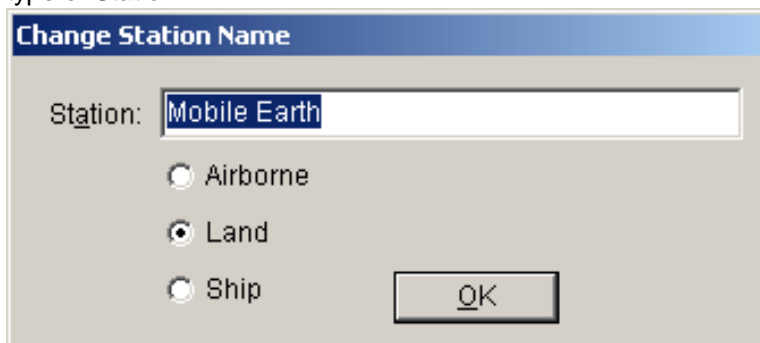 Change Station Name
Station: Mobile Earth
Airborne
Land
Ship
OK